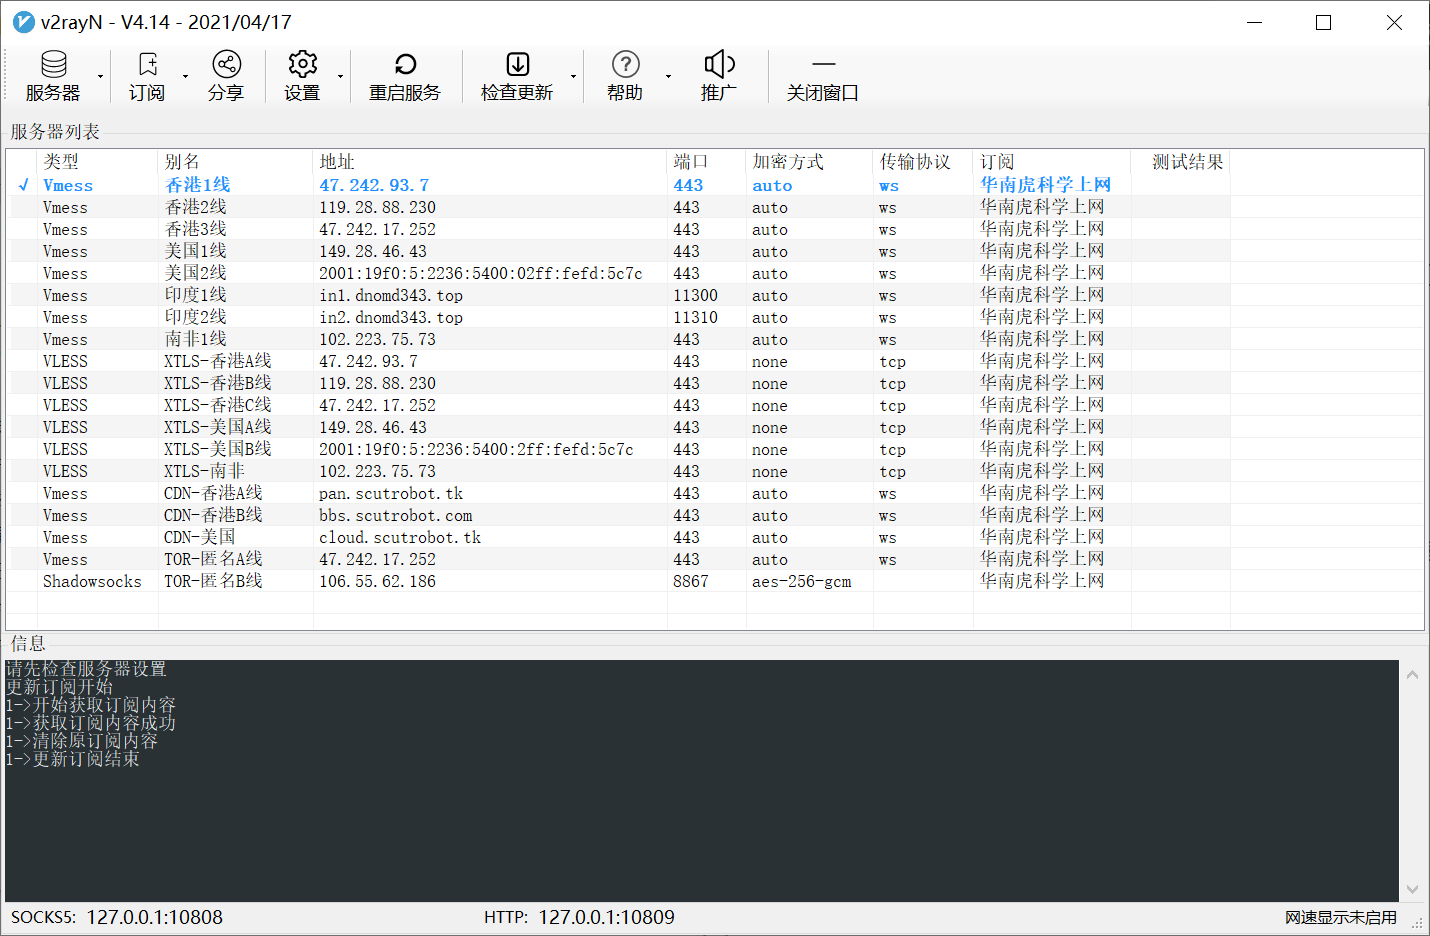 v2rayN - V4.14 - 2021/04/17
服务器 订阅 分享 设置 重启服务 检查更新 帮助 推广 关闭窗口
服务器列表
类型 别名 地址 端口 加密方式 传输协议 订阅 测试结果
√ Vmess 香港1线 47.242.93.7 443 auto ws 华南虎科学上网
Vmess 香港2线 119.28.88.230 443 auto ws 华南虎科学上网
Vmess 香港3线 47.242.17.252 443 auto ws 华南虎科学上网
Vmess 美国1线 149.28.46.43 443 auto ws 华南虎科学上网
Vmess 美国2线 2001:19f0:5:2236:5400:02ff:fefd:5c7c 443 auto ws 华南虎科学上网
Vmess 印度1线 in1.dnomd343.top 11300 auto ws 华南虎科学上网
Vmess 印度2线 in2.dnomd343.top 11310 auto ws 华南虎科学上网
Vmess 南非1线 102.223.75.73 443 auto ws 华南虎科学上网
VLESS XTLS-香港A线 47.242.93.7 443 none tcp 华南虎科学上网
VLESS XTLS-香港B线 119.28.88.230 443 none tcp 华南虎科学上网
VLESS XTLS-香港C线 47.242.17.252 443 none tcp 华南虎科学上网
VLESS XTLS-美国A线 149.28.46.43 443 none tcp 华南虎科学上网
VLESS XTLS-美国B线 2001:19f0:5:2236:5400:2ff:fefd:5c7c 443 none tcp 华南虎科学上网
VLESS XTLS-南非 102.223.75.73 443 none tcp 华南虎科学上网
Vmess CDN-香港A线 pan.scutrobot.tk 443 auto ws 华南虎科学上网
Vmess CDN-香港B线 bbs.scutrobot.com 443 auto ws 华南虎科学上网
Vmess CDN-美国 cloud.scutrobot.tk 443 auto ws 华南虎科学上网
Vmess TOR-匿名A线 47.242.17.252 443 auto ws 华南虎科学上网
Shadowsocks TOR-匿名B线 106.55.62.186 8867 aes-256-gcm 华南虎科学上网
信息
请先检查服务器设置
更新订阅开始
1->开始获取订阅内容
1->获取订阅内容成功
1->清除原订阅内容
1->更新订阅结束
SOCKS5: 127.0.0.1:10808 HTTP: 127.0.0.1:10809 网速显示未启用